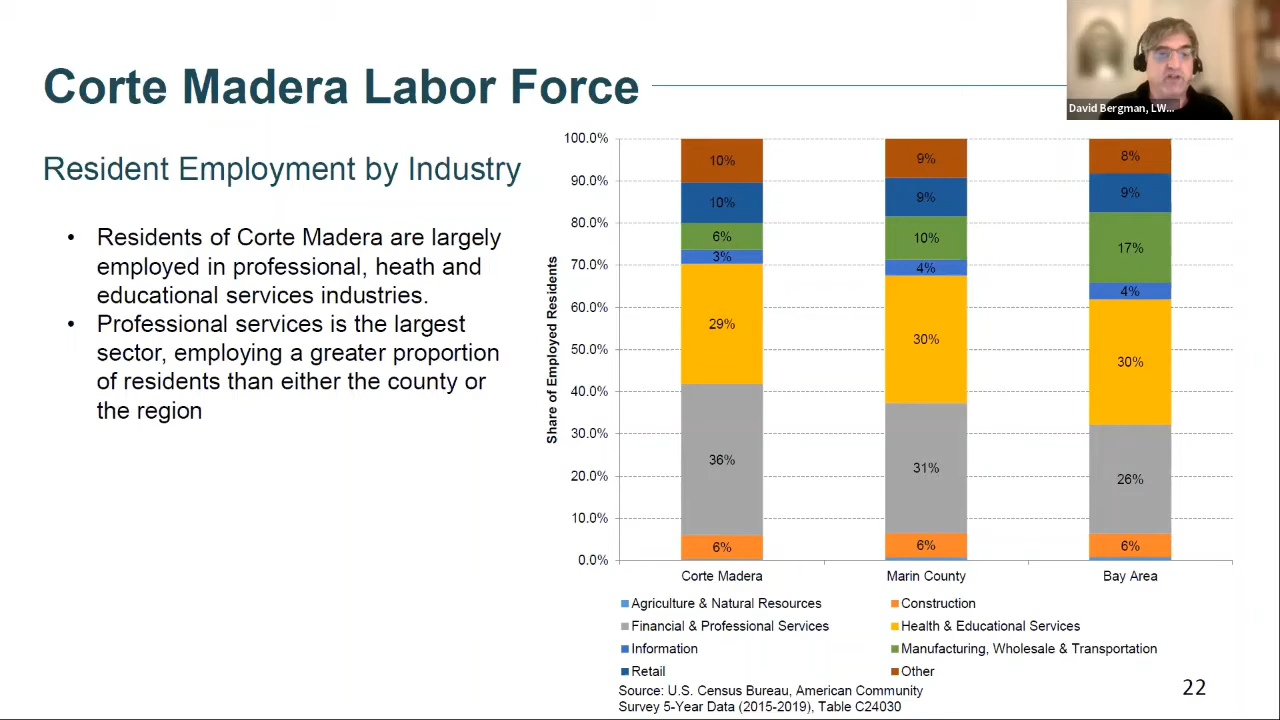 Corte Madera Labor Force
David Bergman, LW...
Resident Employment by Industry
• Residents of Corte Madera are largely
employed in professional, heath and
educational services industries.
• Professional services is the largest
sector, employing a greater proportion
of residents than either the county or
the region
Share of Employed Residents
100.0%
90.0%
80.0%
70.0%
60.0%
50.0%
40.0%
30.0%
20.0%
10.0%
0.0%
10%
10%
6%
3%
29%
36%
6%
9%
9%
10%
4%
30%
31%
6%
8%
9%
17%
4%
30%
26%
6%
Corte Madera Marin County Bay Area
Agriculture & Natural Resources Construction
Financial & Professional Services Health & Educational Services
Information Manufacturing, Wholesale & Transportation
Retail Other
Source: U.S. Census Bureau, American Community
Survey 5-Year Data (2015-2019), Table C24030
22